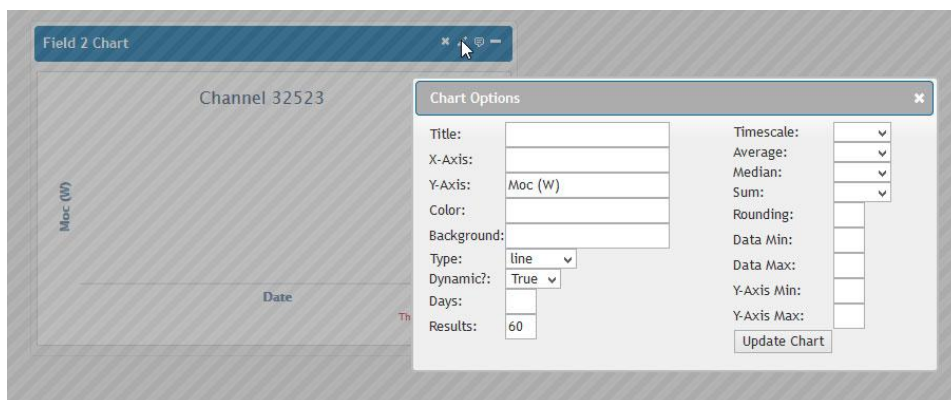 Field 2 Chart
Channel 32523
Moc (W)
Date
Th
Chart Options
Title:
X-Axis:
Y-Axis: Moc (W)
Color:
Background:
Type: line
Dynamic?: True
Days:
Results: 60
Timescale:
Average:
Median:
Sum:
Rounding:
Data Min:
Data Max:
Y-Axis Min:
Y-Axis Max:
Update Chart